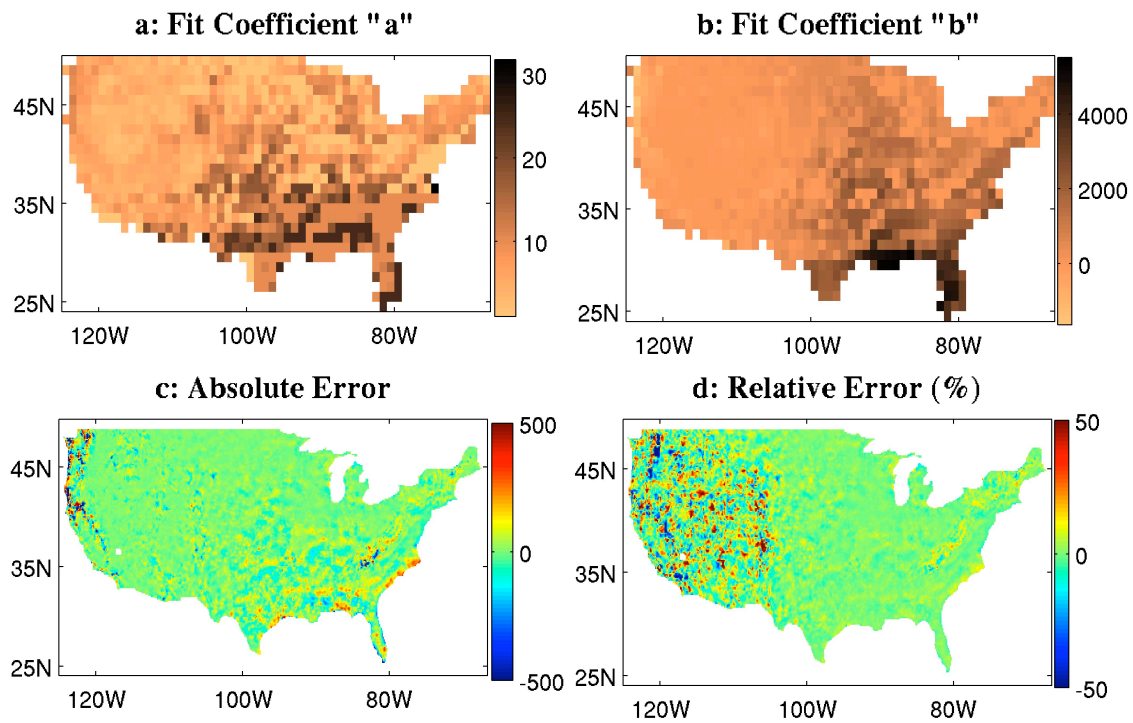 a: Fit Coefficient "a"
b: Fit Coefficient "b"
45N
35N
25N
120W
100W
80W
30
20
10
45N
35N
25N
120W
100W
80W
4000
2000
0
c: Absolute Error
d: Relative Error (%)
45N
35N
25N
120W
100W
80W
500
0
-500
45N
35N
25N
120W
100W
80W
50
0
-50